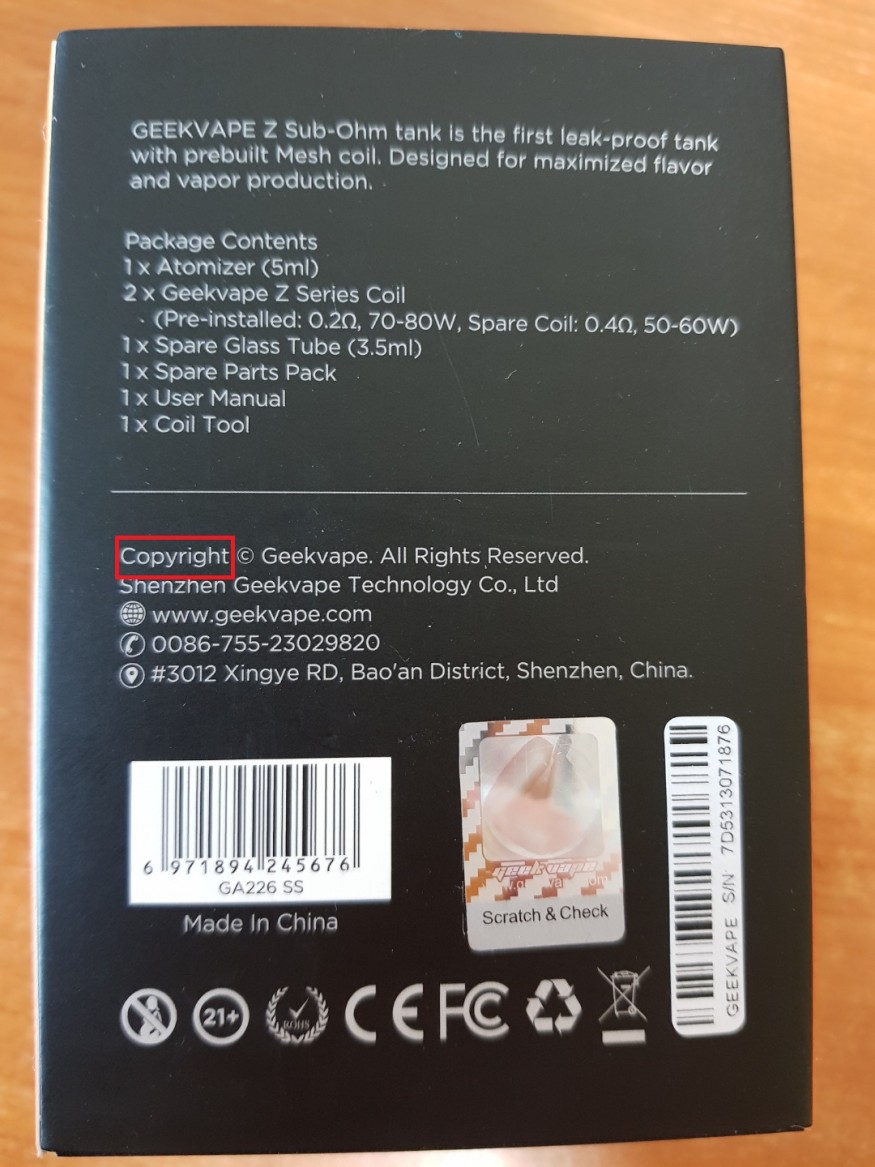 GEEKVAPE Z Sub-Ohm tank is the first leak-proof tank
with prebuilt Mesh coil. Designed for maximized flavor
and vapor production.
Package Contents
1 x Atomizer (5ml)
2 x Geekvape Z Series Coil
(Pre-installed: 0.2Ω, 70-80W, Spare Coil: 0.4Ω, 50-60W)
1 x Spare Glass Tube (3.5ml)
1 x Spare Parts Pack
1 x User Manual
1 x Coil Tool
Copyright © Geekvape. All Rights Reserved.
Shenzhen Geekvape Technology Co., Ltd
www.geekvape.com
0086-755-23029820
#3012 Xingye RD, Bao'an District, Shenzhen, China.
6 971894 245676
GA226 SS
Made In China
geekvape
Scratch & Check
GEEKVAPE S/N: 7D5313071876
21+
ROHS
CE FC